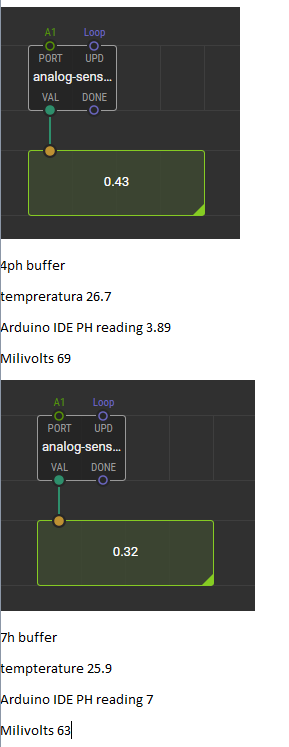 A1 Loop
PORT UPD
analog-sens...
VAL DONE
0.43
4ph buffer
tempreratura 26.7
Arduino IDE PH reading 3.89
Milivolts 69
A1 Loop
PORT UPD
analog-sens...
VAL DONE
0.32
7h buffer
tempterature 25.9
Arduino IDE PH reading 7
Milivolts 63